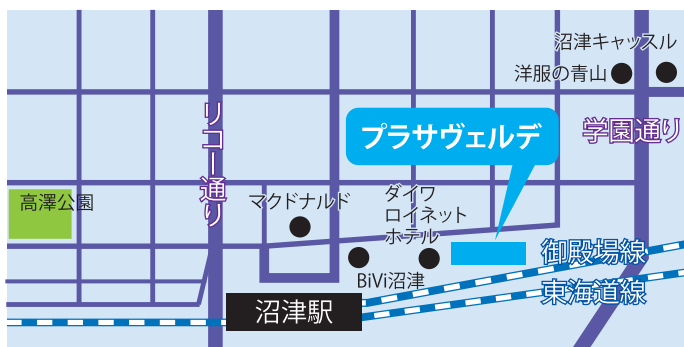 沼津キャッスル
洋服の青山
プラサヴェルデ
学園通り
リコー通り
高澤公園
マクドナルド
ダイワ
ロイネット
ホテル
BiVi沼津
御殿場線
東海道線
沼津駅